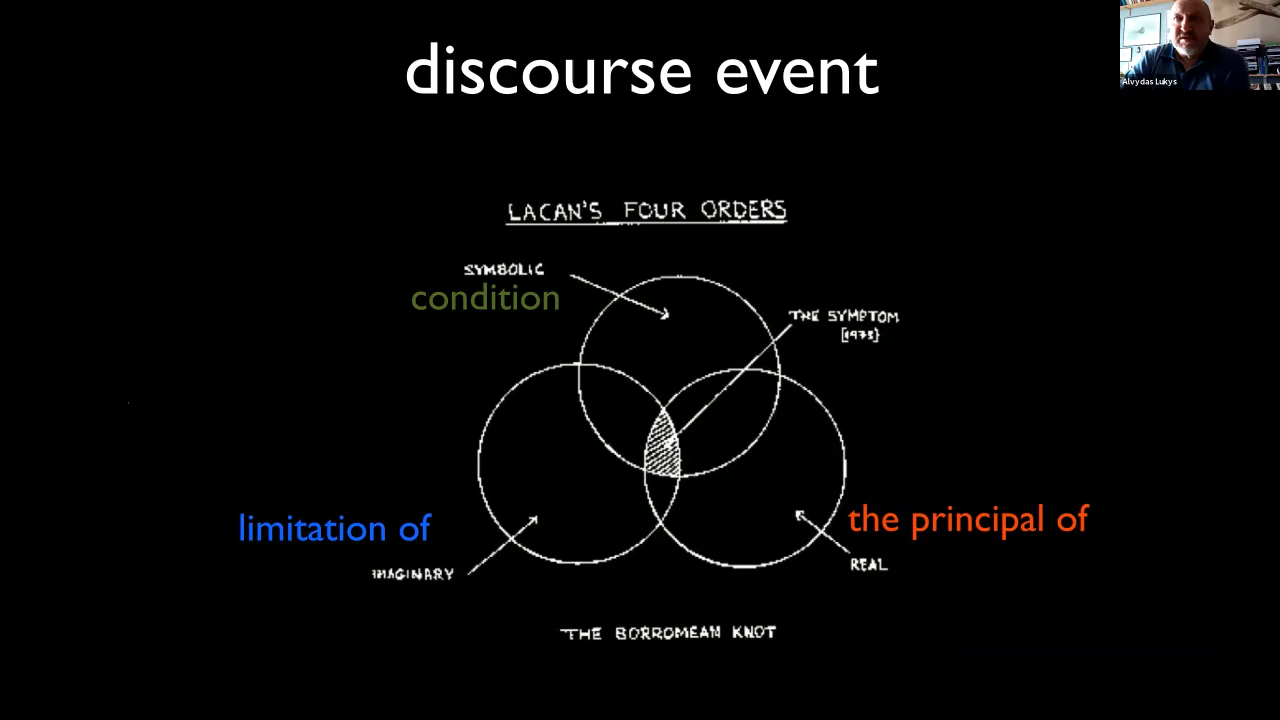 discourse event
Alvydas Lukys
LACAN'S FOUR ORDERS
SYMBOLIC
condition
THE SYMPTOM
[1975]
limitation of
the principal of
IMAGINARY
REAL
THE BORROMEAN KNOT